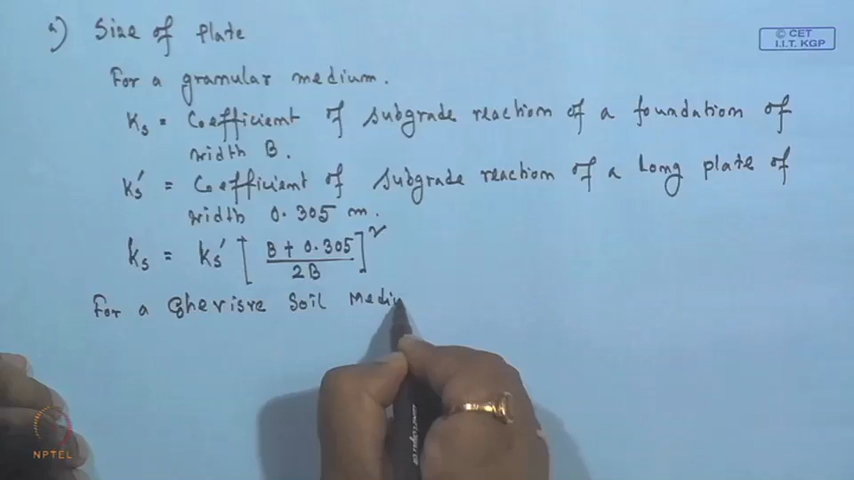 © CET
I.I.T. KGP
a) Size of Plate
For a granular medium.
Ks = Coefficient of subgrade reaction of a foundation of
width B.
Ks' = Coefficient of subgrade reaction of a Long plate of
width 0.305 m.
Ks = Ks' [ B + 0.305 / 2B ]²
For a Cohesive Soil Mediu
NPTEL